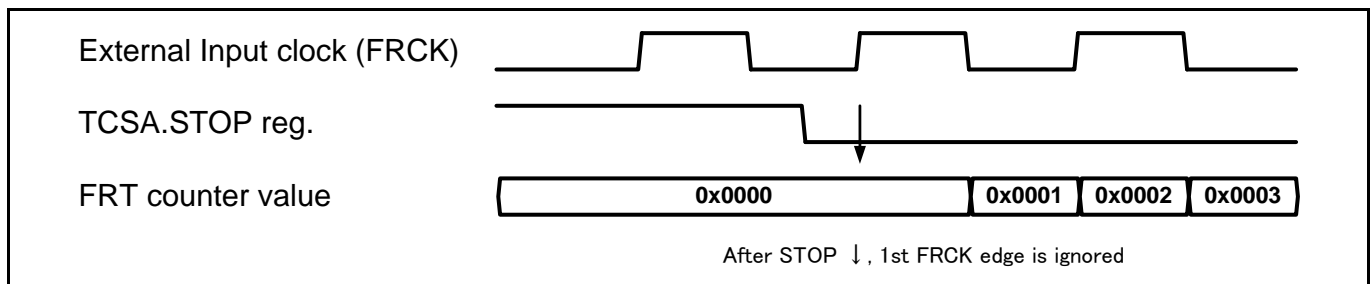 External Input clock (FRCK)
TCSA.STOP reg.
FRT counter value
0x0000 0x0001 0x0002 0x0003
After STOP ↓, 1st FRCK edge is ignored